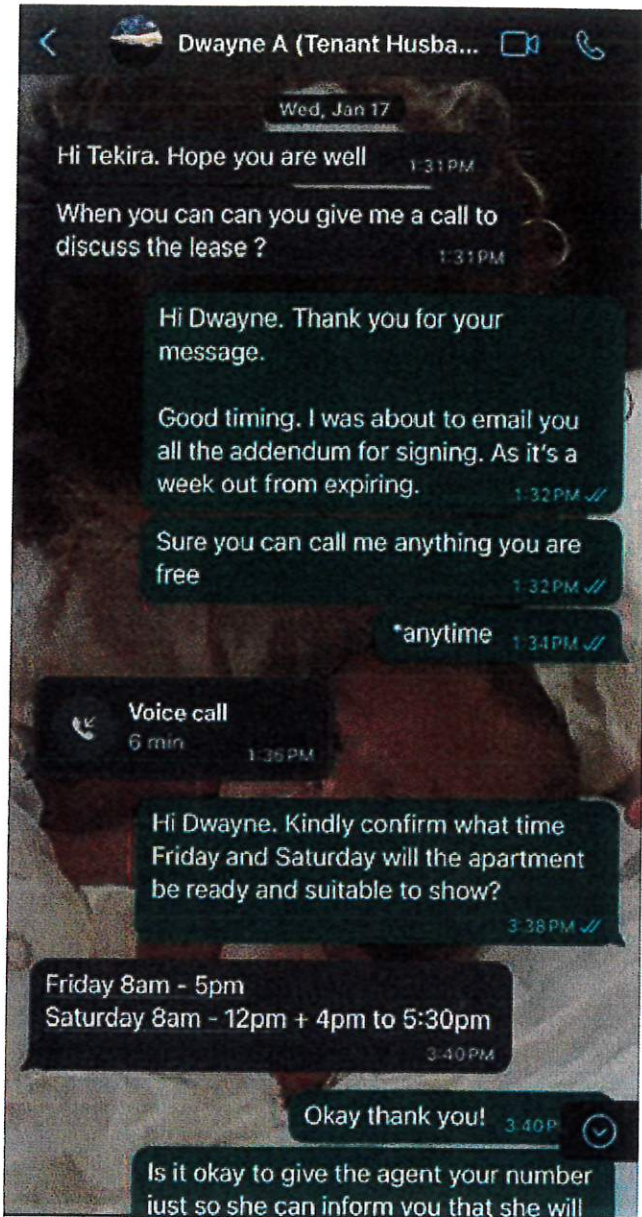 Dwayne A (Tenant Husba...
Wed, Jan 17
Hi Tekira. Hope you are well
1:31PM
When you can can you give me a call to
discuss the lease ?
1:31PM
Hi Dwayne. Thank you for your
message.
Good timing. I was about to email you
all the addendum for signing. As it's a
week out from expiring.
1:32PM
Sure you can call me anything you are
free
1:32PM
*anytime
1:34PM
Voice call
6 min
1:36PM
Hi Dwayne. Kindly confirm what time
Friday and Saturday will the apartment
be ready and suitable to show?
3:38PM
Friday 8am - 5pm
Saturday 8am - 12pm + 4pm to 5:30pm
3:40PM
Okay thank you!
3:40P
Is it okay to give the agent your number
just so she can inform you that she will